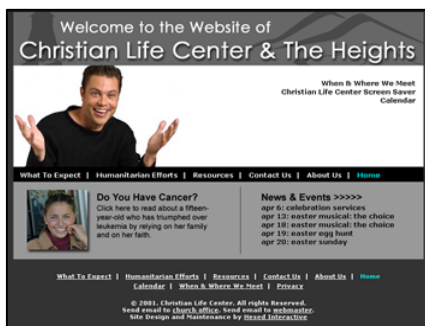 Welcome to the Website of
Christian Life Center & The Heights
When & Where We Meet
Christian Life Center Screen Saver
Calendar
What To Expect | Humanitarian Efforts | Resources | Contact Us | About Us | Home
Do You Have Cancer?
Click here to read about a fifteen-
year-old who has triumphed over
leukemia by relying on her family
and on her faith.
News & Events >>>>>
apr 6: celebration services
apr 13: easter musical: the choice
apr 18: easter musical: the choice
apr 19: easter egg hunt
apr 20: easter sunday
What To Expect | Humanitarian Efforts | Resources | Contact Us | About Us | Home
Calendar | When & Where We Meet | Privacy
© 2001. Christian Life Center. All rights Reserved.
Send email to church office. Send email to webmaster.
Site Design and Maintenance by Hexed Interactive